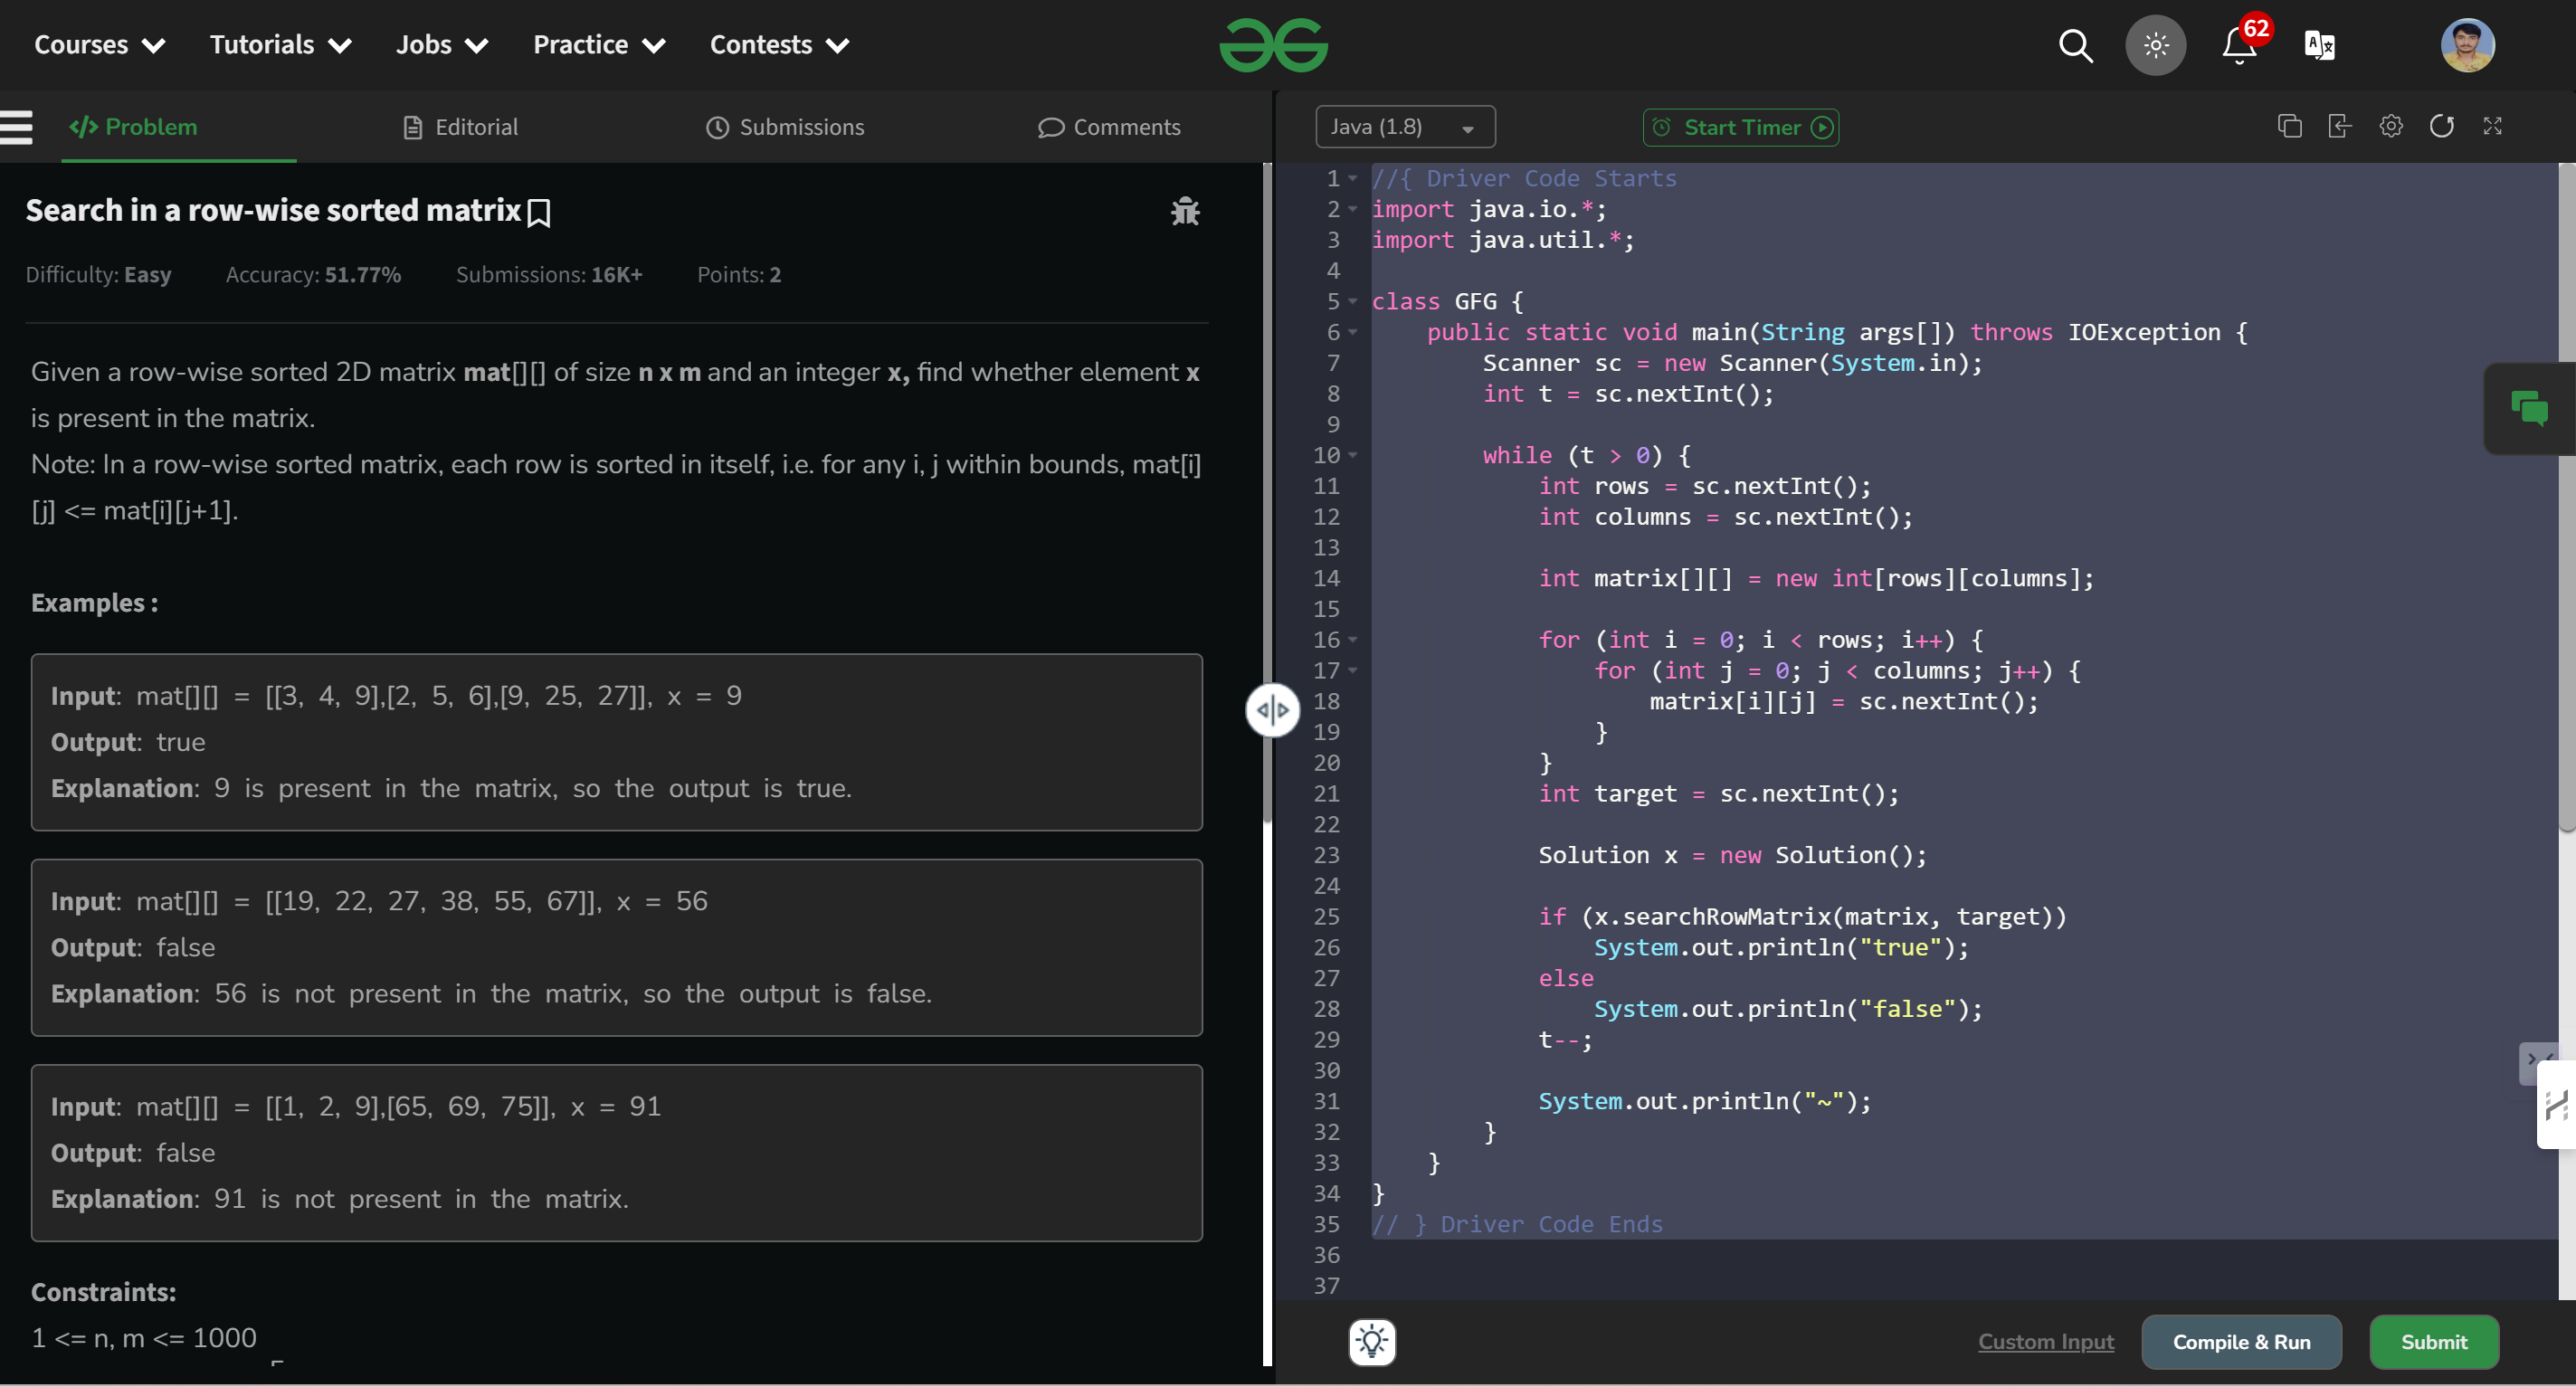 Courses Tutorials Jobs Practice Contests
62
Problem Editorial Submissions Comments
Search in a row-wise sorted matrix
Difficulty: Easy Accuracy: 51.77% Submissions: 16K+ Points: 2
Given a row-wise sorted 2D matrix mat[][] of size n x m and an integer x, find whether element x
is present in the matrix.
Note: In a row-wise sorted matrix, each row is sorted in itself, i.e. for any i, j within bounds, mat[i]
[j] <= mat[i][j+1].
Examples :
Input: mat[][] = [[3, 4, 9],[2, 5, 6],[9, 25, 27]], x = 9
Output: true
Explanation: 9 is present in the matrix, so the output is true.
Input: mat[][] = [[19, 22, 27, 38, 55, 67]], x = 56
Output: false
Explanation: 56 is not present in the matrix, so the output is false.
Input: mat[][] = [[1, 2, 9],[65, 69, 75]], x = 91
Output: false
Explanation: 91 is not present in the matrix.
Constraints:
1 <= n, m <= 1000
Java (1.8) Start Timer
1 //{ Driver Code Starts
2 import java.io.*;
3 import java.util.*;
4
5 class GFG {
6 public static void main(String args[]) throws IOException {
7 Scanner sc = new Scanner(System.in);
8 int t = sc.nextInt();
9
10 while (t > 0) {
11 int rows = sc.nextInt();
12 int columns = sc.nextInt();
13
14 int matrix[][] = new int[rows][columns];
15
16 for (int i = 0; i < rows; i++) {
17 for (int j = 0; j < columns; j++) {
18 matrix[i][j] = sc.nextInt();
19 }
20 }
21 int target = sc.nextInt();
22
23 Solution x = new Solution();
24
25 if (x.searchRowMatrix(matrix, target))
26 System.out.println("true");
27 else
28 System.out.println("false");
29 t--;
30
31 System.out.println("~");
32 }
33 }
34 }
35 // } Driver Code Ends
36
37
Custom Input Compile & Run Submit